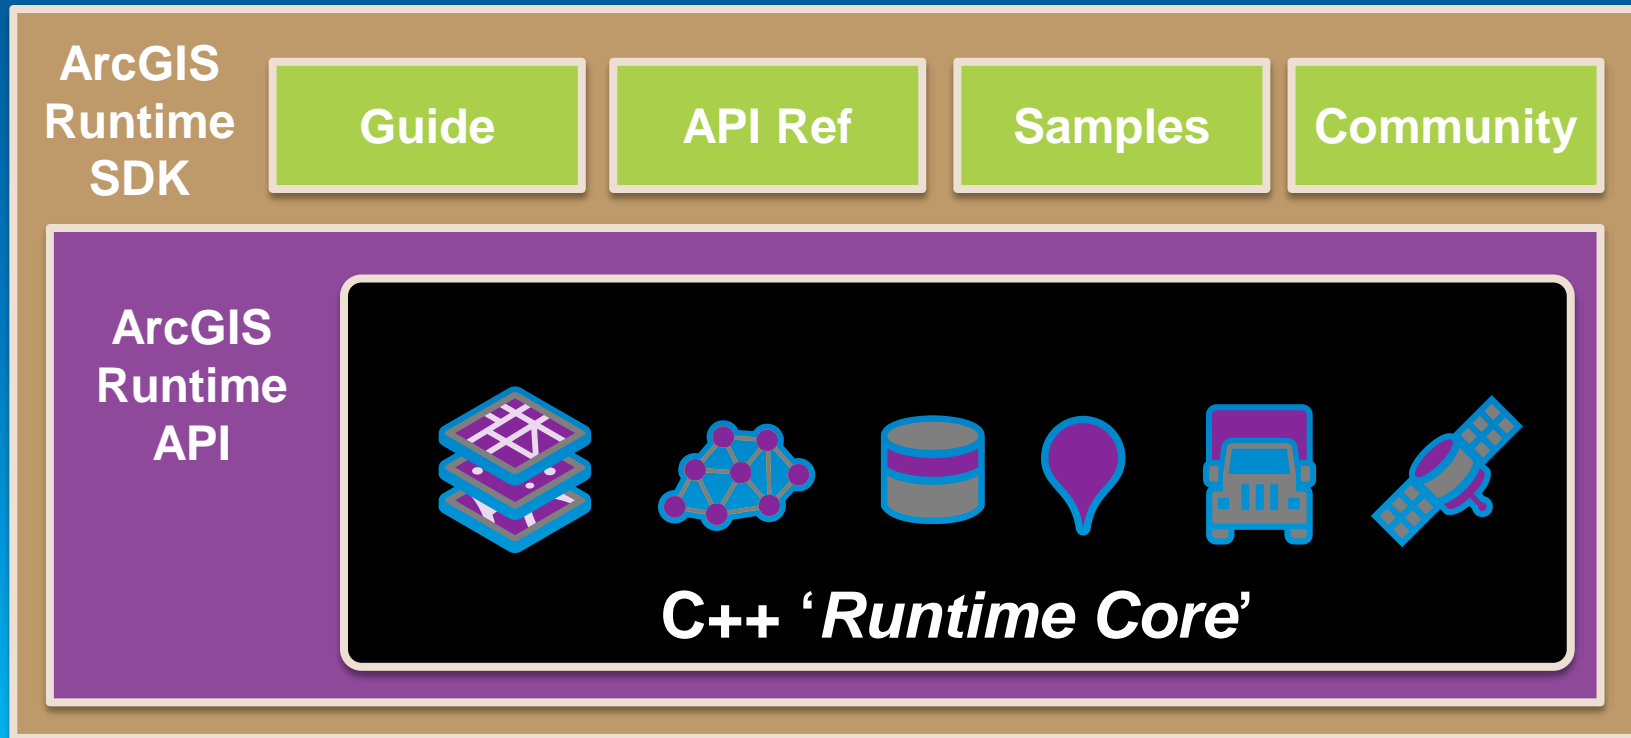 ArcGIS
Runtime
SDK
Guide
API Ref
Samples
Community
ArcGIS
Runtime
API
C++ ‘Runtime Core’